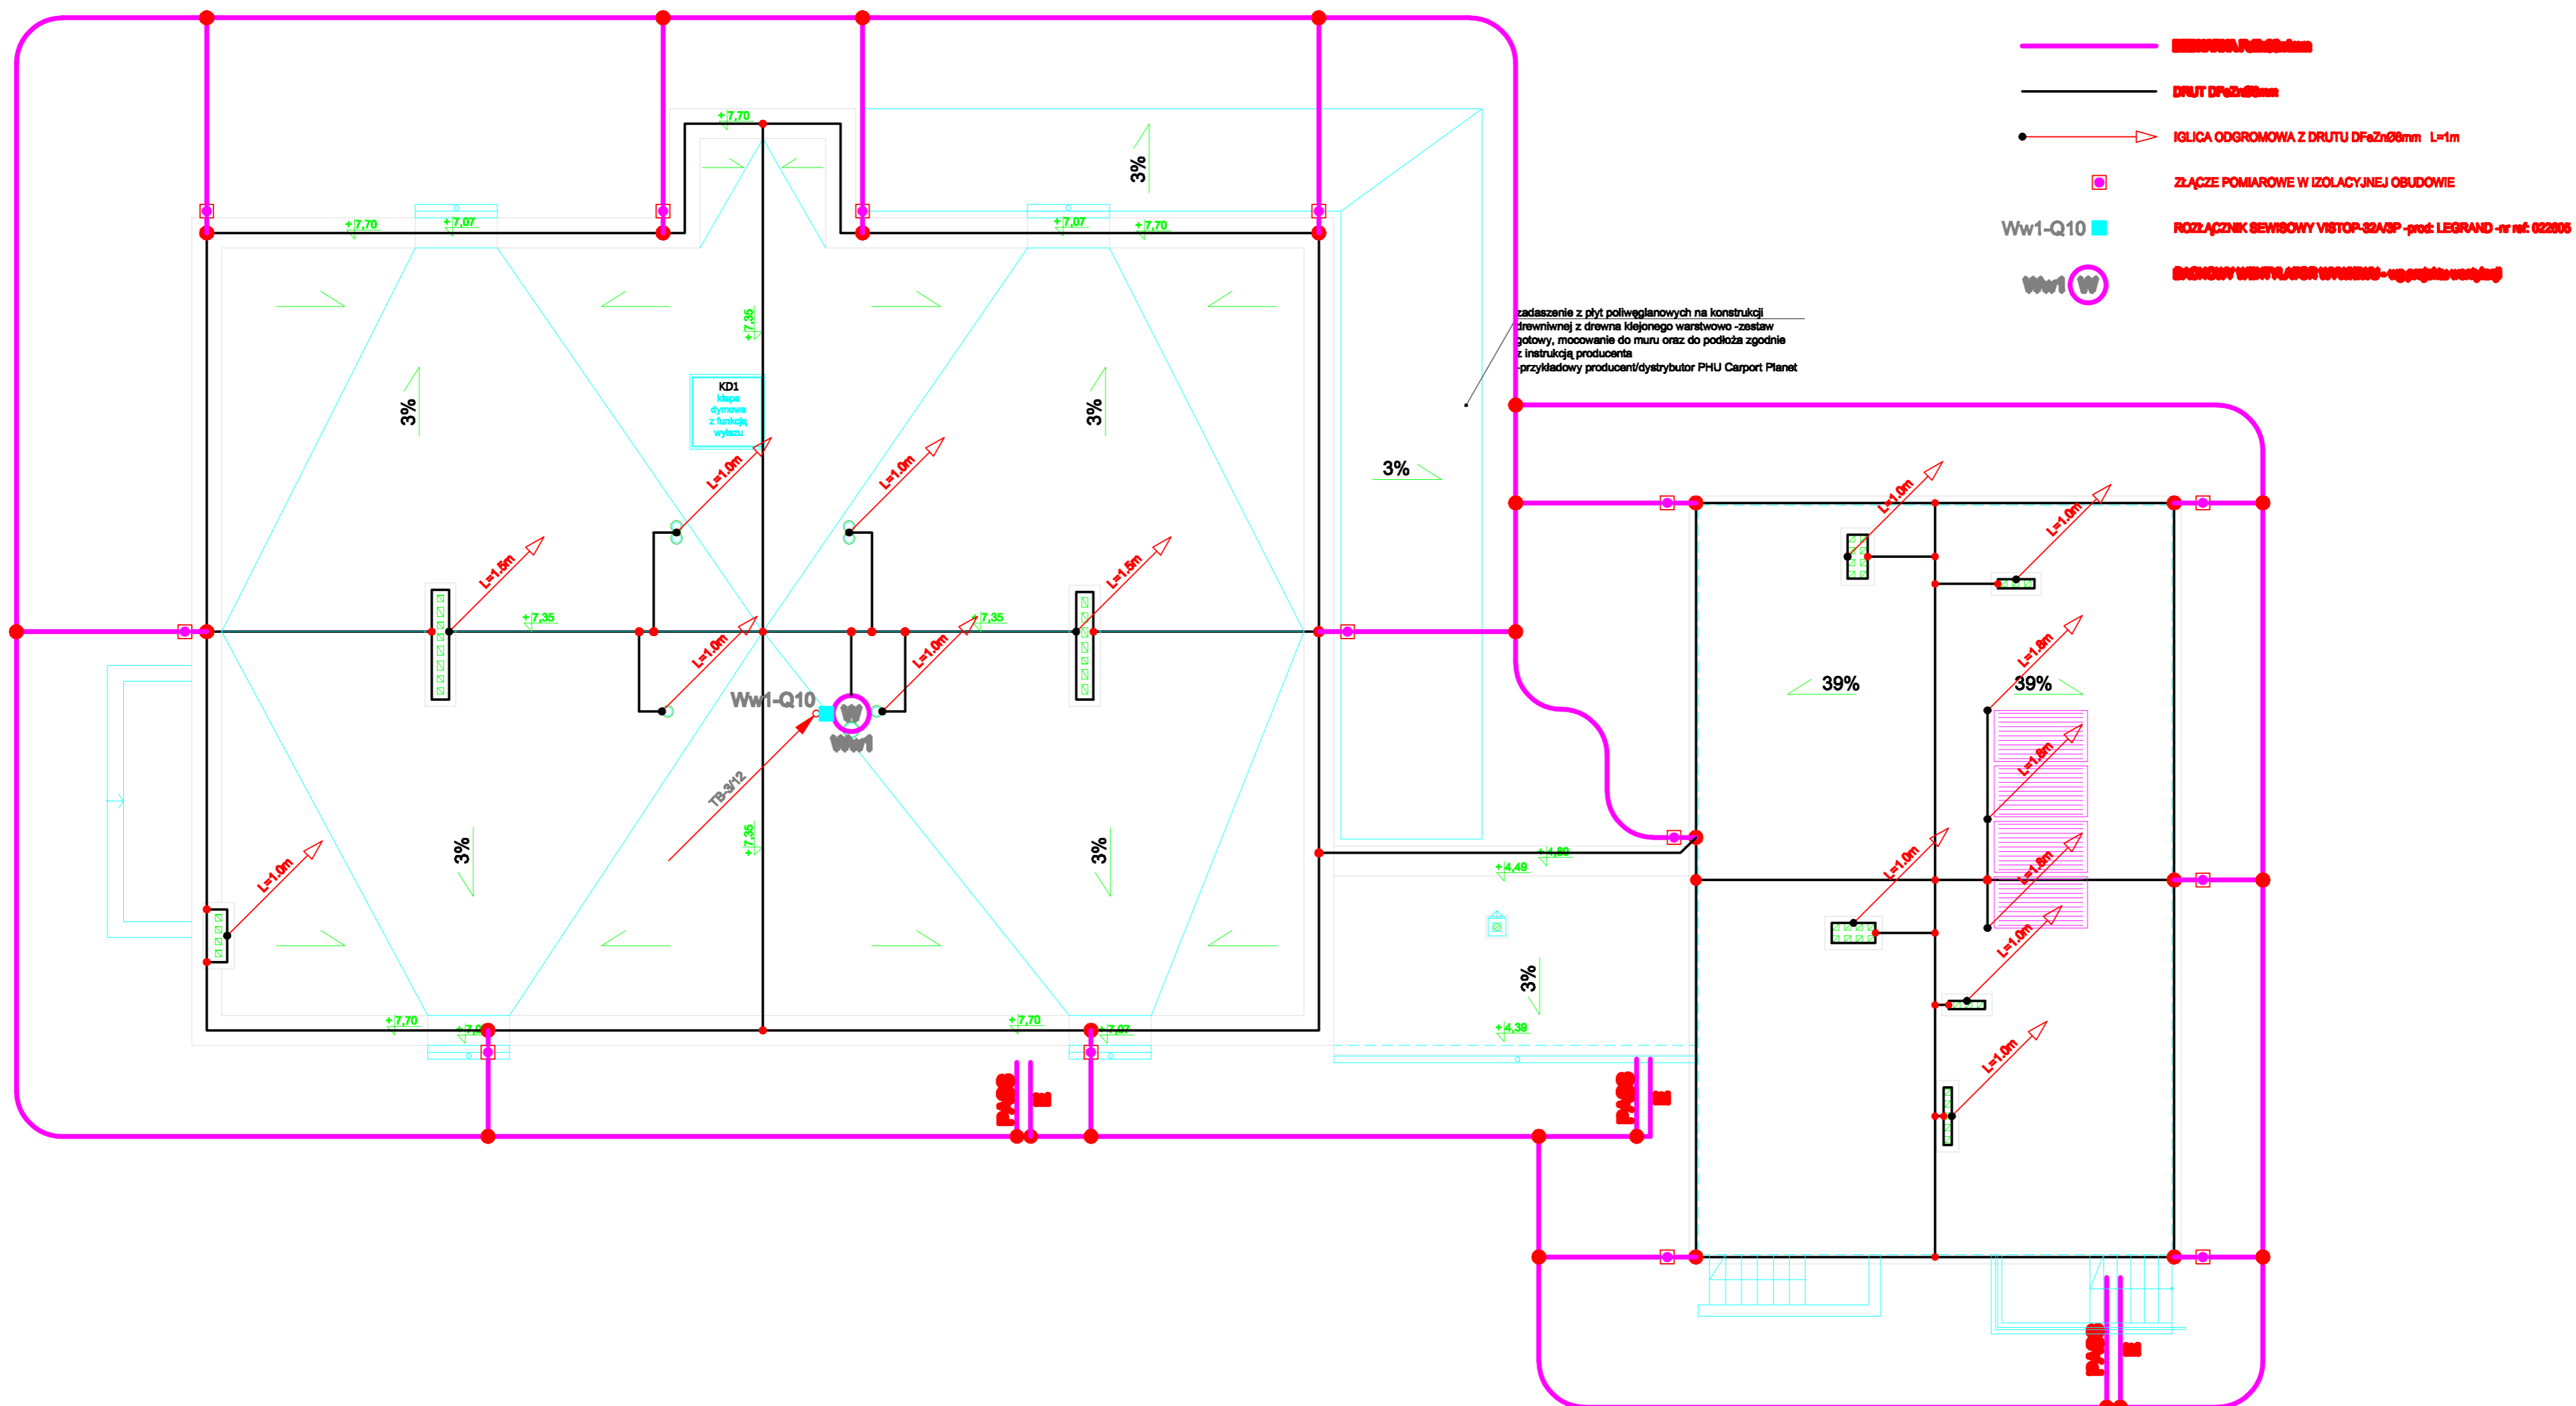 DRUT DFeZnØ8mm
IGLICA ODGROMOWA Z DRUTU DFeZnØ8mm L=1m
ZŁĄCZE POMIAROWE W IZOLACYJNEJ OBUDOWIE
Ww1-Q10
ROZŁĄCZNIK SEWISOWY VISTOP-32A/3P -prod: LEGRAND -nr ref: 022605
Ww1 W
zadaszenie z płyt poliwęglanowych na konstrukcji
drewniwnej z drewna klejonego warstwowo -zestaw
gotowy, mocowanie do muru oraz do podłoża zgodnie
z instrukcją producenta
-przykładowy producent/dystrybutor PHU Carport Planet
+7,70
3%
+7,70
+7,07
+7,07
+7,70
+7,35
KD1
klapa
dymowa
z funkcją
wyłazu
3%
3%
3%
L=1.0m
L=1.0m
L=1.0m
L=1.0m
L=1.5m
L=1.5m
+7,35
+7,35
L=1.0m
L=1.0m
L=1.8m
39%
39%
Ww1-Q10
W
Ww1
TB-3/12
L=1.8m
+7,35
3%
3%
L=1.0m
L=1.0m
L=1.8m
+4,80
+4,49
L=1.0m
3%
+7,70
+7,70
+7,07
+4,39
L=1.0m